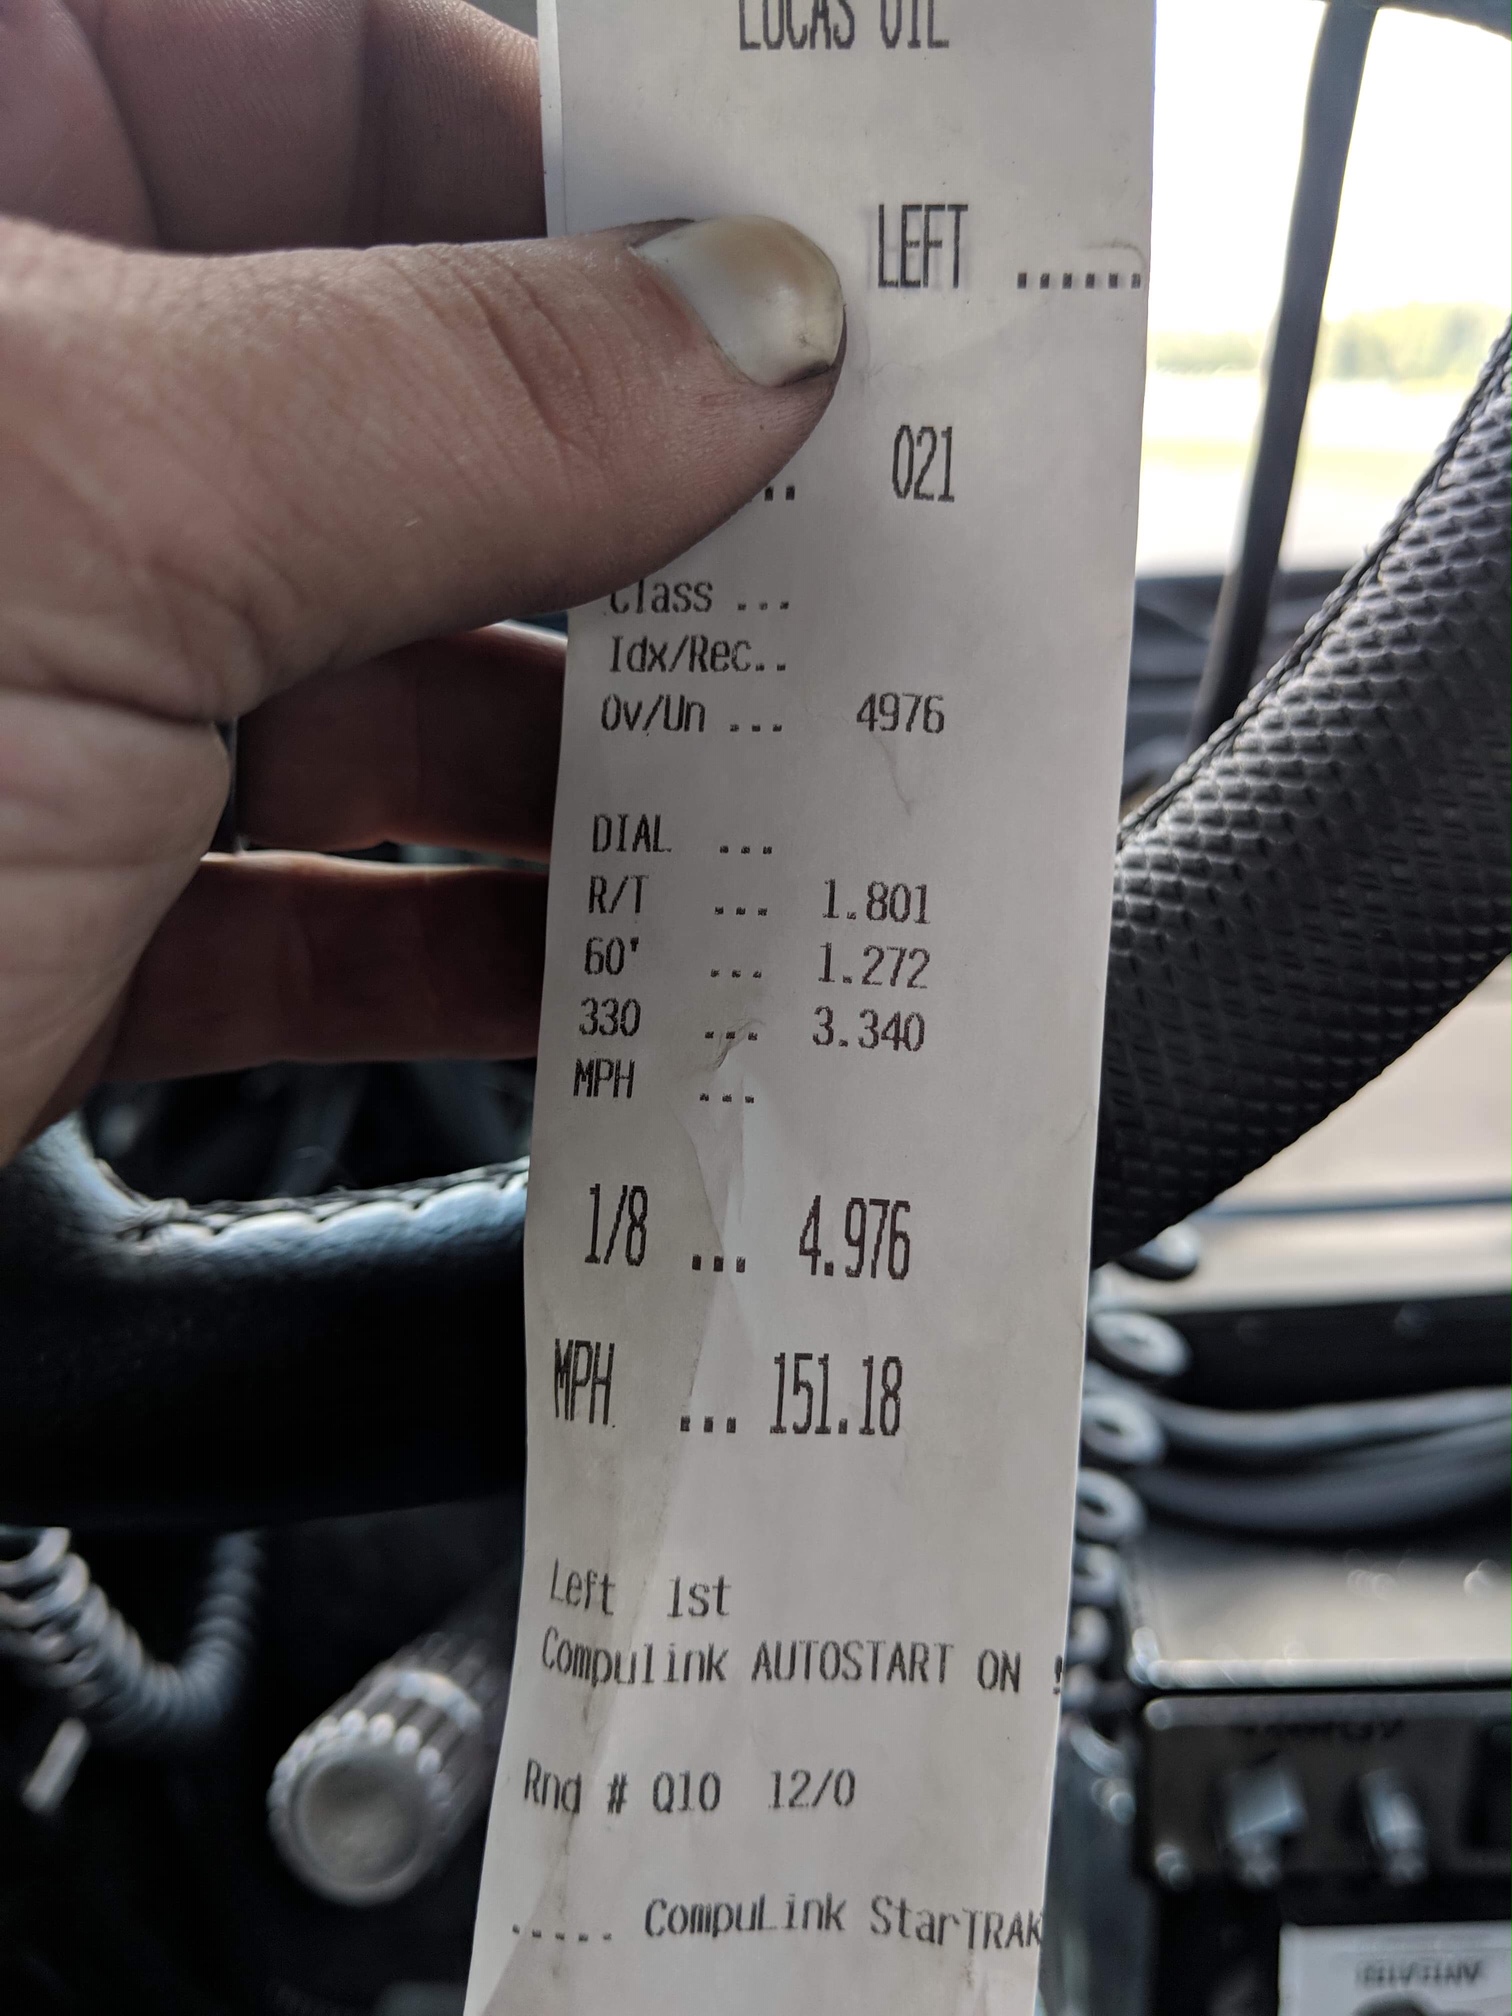 LUCAS OIL
LEFT ......
.. 021
Class ...
Idx/Rec..
Ov/Un ... 4976
DIAL ...
R/T ... 1.801
60' ... 1.272
330 ... 3.340
MPH ...
1/8 ... 4.976
MPH ... 151.18
Left 1st
Compulink AUTOSTART ON !
Rnd # Q10 12/0
..... CompuLink StarTRAK